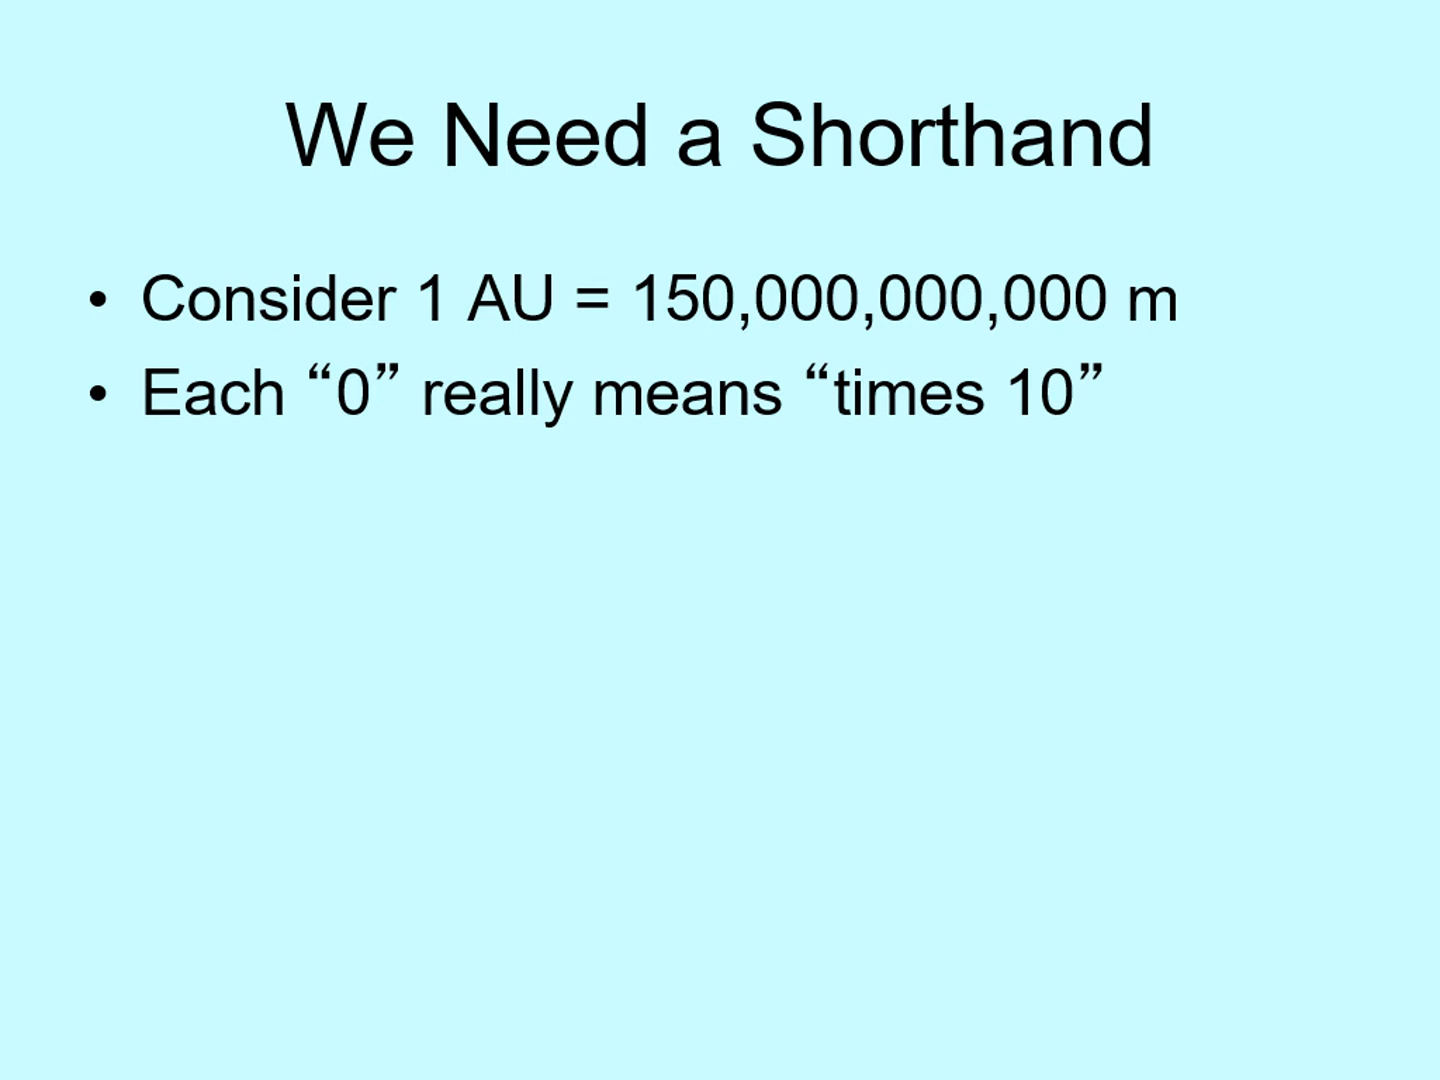 We Need a Shorthand
• Consider 1 AU = 150,000,000,000 m
• Each “0” really means “times 10”